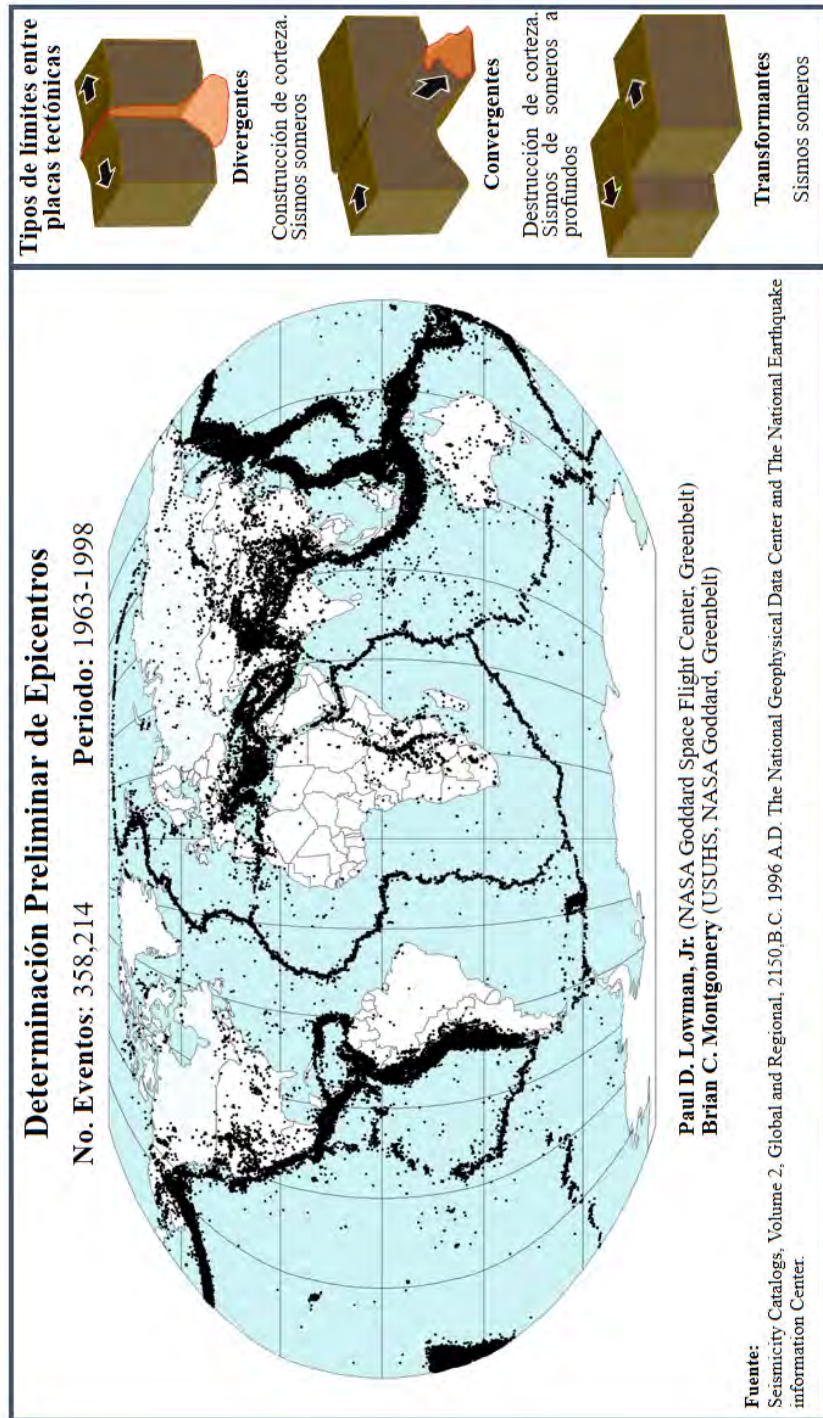 Determinación Preliminar de Epicentros
No. Eventos: 358,214 Periodo: 1963-1998
Paul D. Lowman, Jr. (NASA Goddard Space Flight Center, Greenbelt)
Brian C. Montgomery (USUHS, NASA Goddard, Greenbelt)
Fuente:
Seismicity Catalogs, Volume 2, Global and Regional, 2150,B.C. 1996 A.D. The National Geophysical Data Center and The National Earthquake
information Center.
Tipos de límites entre
placas tectónicas
Divergentes
Construcción de corteza.
Sismos someros
Convergentes
Destrucción de corteza.
Sismos de someros a
profundos
Transformantes
Sismos someros